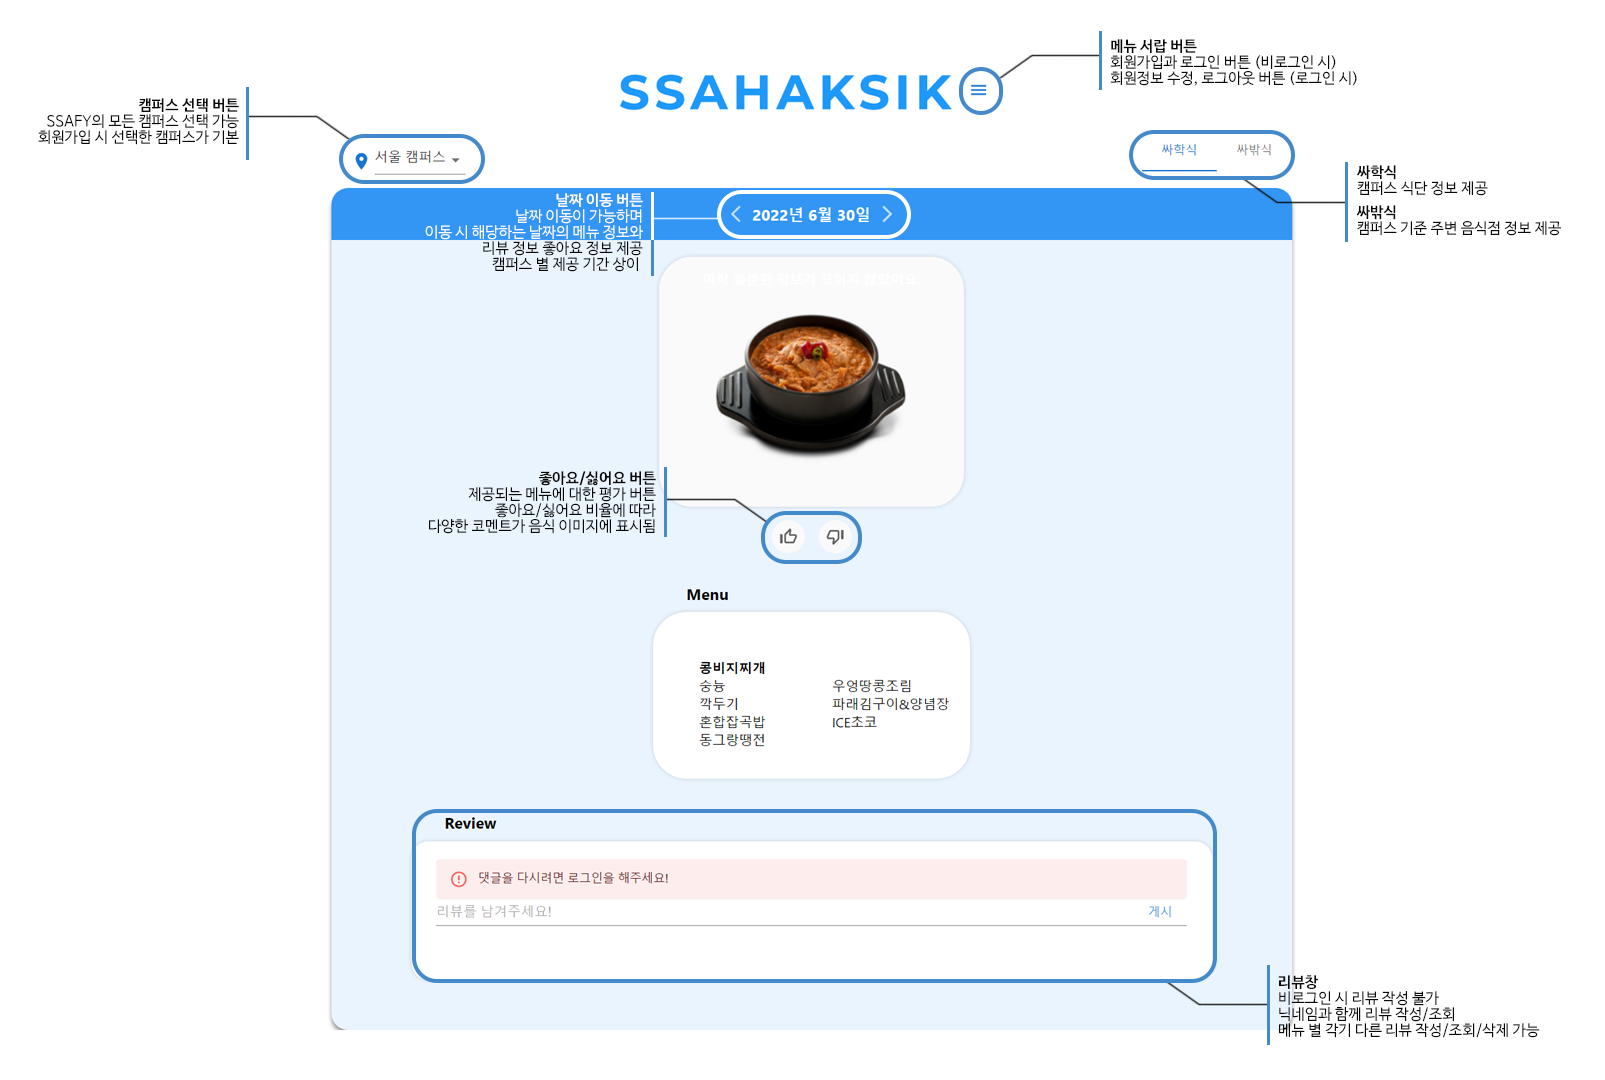 메뉴 서랍 버튼
회원가입과 로그인 버튼 (비로그인 시)
회원정보 수정, 로그아웃 버튼 (로그인 시)
SSAHAKSIK
캠퍼스 선택 버튼
SSAFY의 모든 캠퍼스 선택 가능
회원가입 시 선택한 캠퍼스가 기본
서울 캠퍼스
싸학식 싸밖식
싸학식
캠퍼스 식단 정보 제공
싸밖식
캠퍼스 기준 주변 음식점 정보 제공
날짜 이동 버튼
날짜 이동이 가능하며
이동 시 해당하는 날짜의 메뉴 정보와
리뷰 정보 좋아요 정보 제공
캠퍼스 별 제공 기간 상이
2022년 6월 30일
좋아요/싫어요 버튼
제공되는 메뉴에 대한 평가 버튼
좋아요/싫어요 비율에 따라
다양한 코멘트가 음식 이미지에 표시됨
Menu
콩비지찌개
숭늉
깍두기
혼합잡곡밥
동그랑땡전
우엉땅콩조림
파래김구이&양념장
ICE초코
Review
댓글을 다시려면 로그인을 해주세요!
리뷰를 남겨주세요!
게시
리뷰창
비로그인 시 리뷰 작성 불가
닉네임과 함께 리뷰 작성/조회
메뉴 별 각기 다른 리뷰 작성/조회/삭제 가능